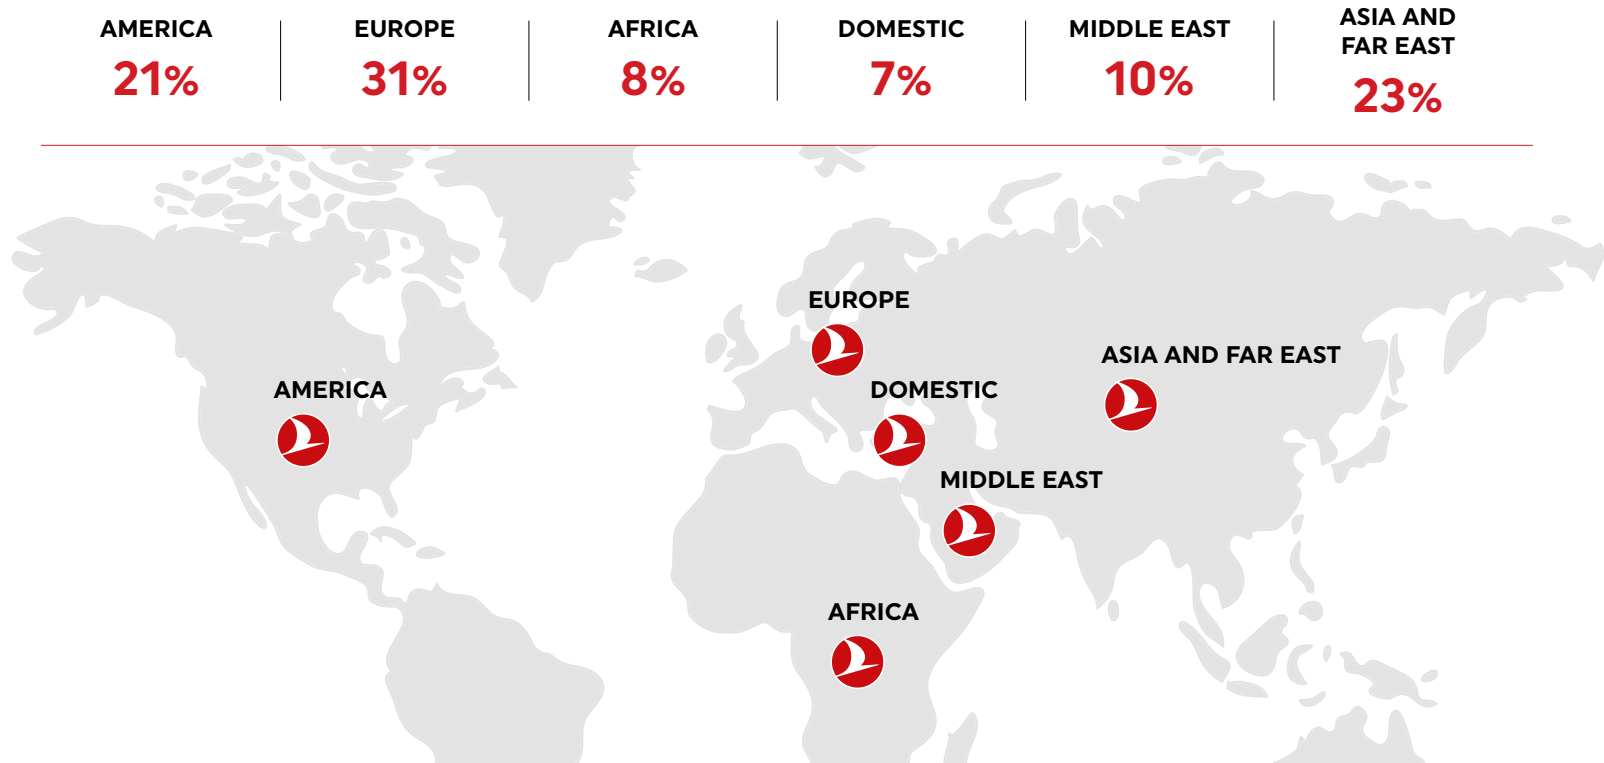 AMERICA
21%
EUROPE
31%
AFRICA
8%
DOMESTIC
7%
MIDDLE EAST
10%
ASIA AND
FAR EAST
23%
EUROPE
ASIA AND FAR EAST
AMERICA
DOMESTIC
MIDDLE EAST
AFRICA